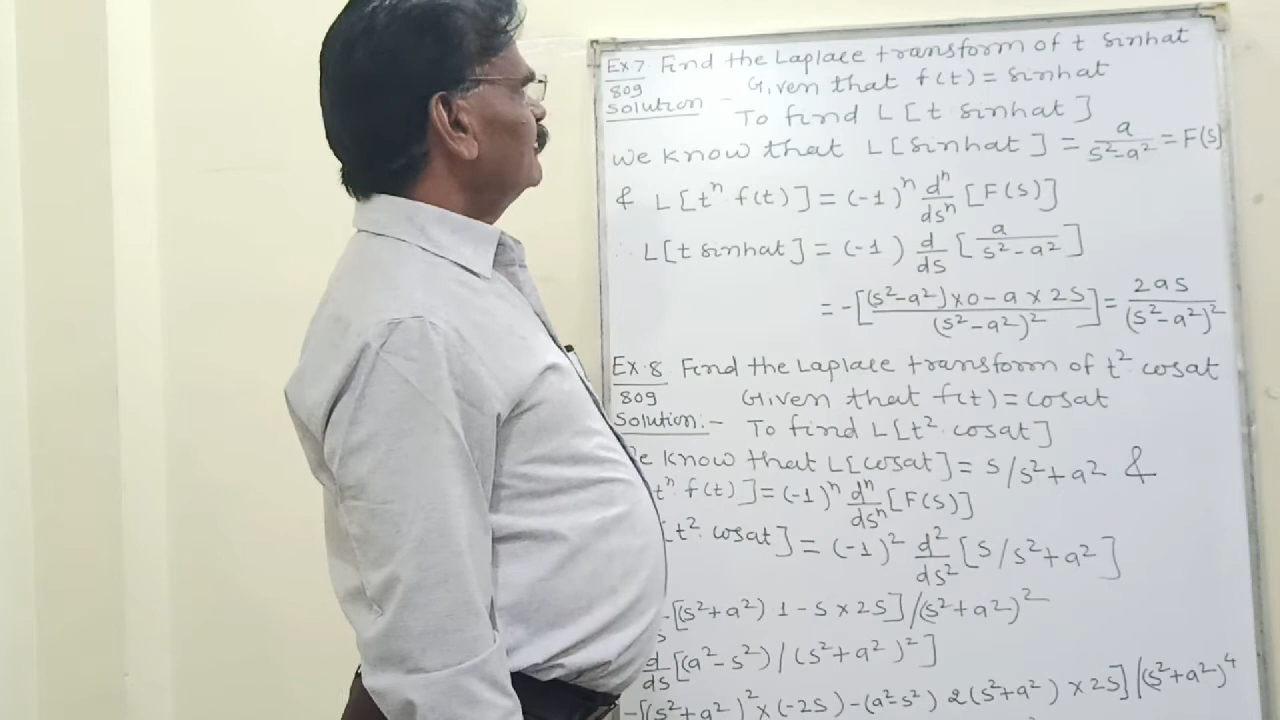 Ex 7 Find the Laplace transform of t sinhat
809 Given that f(t) = sinhat
Solution - To find L[t sinhat]
we know that L[sinhat] = a/s²-a² = F(s)
& L[tⁿ f(t)] = (-1)ⁿ dⁿ/dsⁿ [F(s)]
∴ L[t sinhat] = (-1) d/ds [a/s²-a²]
= -[(s²-a²)×0-a×2s/(s²-a²)²] = 2as/(s²-a²)²
Ex.8 Find the Laplace transform of t² cosat
809 Given that f(t) = cosat
Solution:- To find L[t² cosat]
e know that L[cosat] = s/s²+a² &
tⁿ f(t)] = (-1)ⁿ dⁿ/dsⁿ [F(s)]
[t² cosat] = (-1)² d²/ds² [s/s²+a²]
[(s²+a²) 1-s×2s]/(s²+a²)²
d/ds [(a²-s²)/(s²+a²)²]
-[(s²+a²)²×(-2s)-(a²-s²) 2(s²+a²)×2s]/(s²+a²)⁴